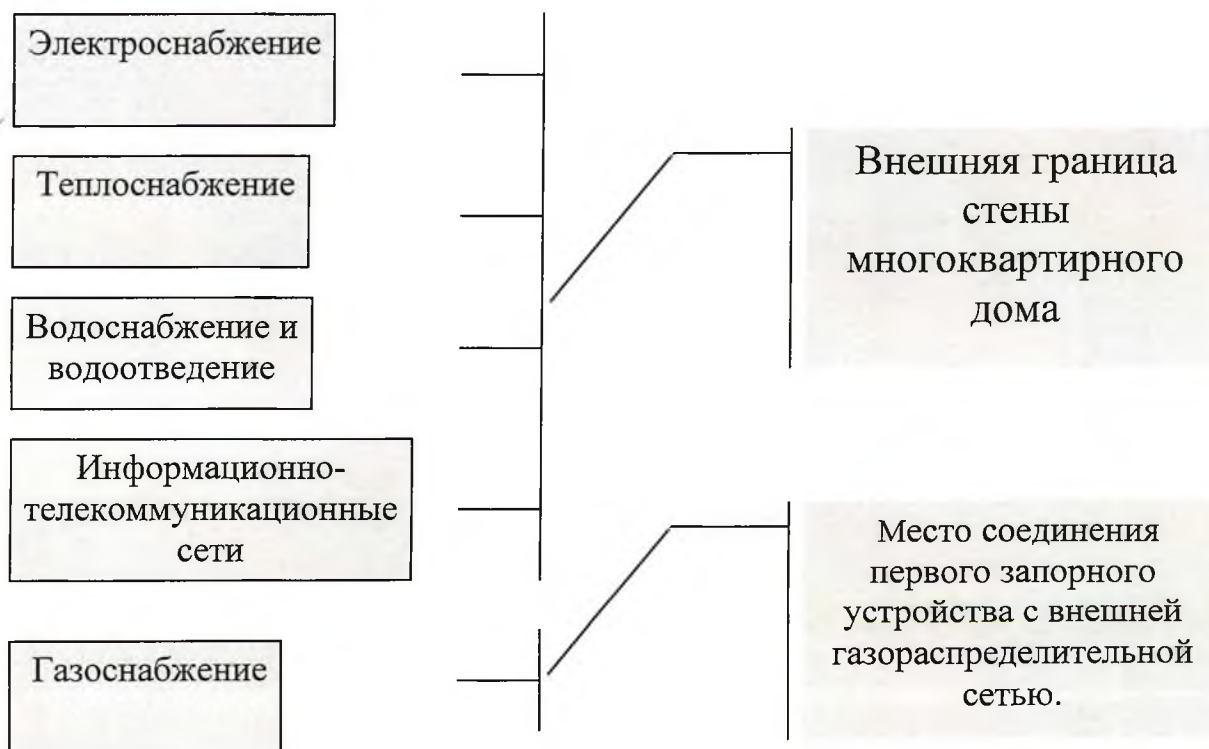 Электроснабжение
Теплоснабжение
Водоснабжение и
водоотведение
Информационно-
телекоммуникационные
сети
Газоснабжение
Внешняя граница
стены
многоквартирного
дома
Место соединения
первого запорного
устройства с внешней
газораспределительной
сетью.